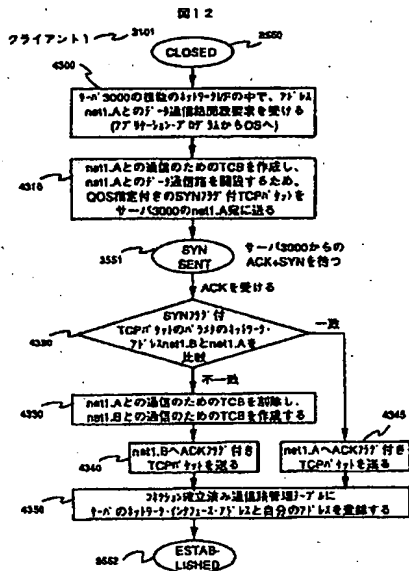 図12
クライアント1 2101
CLOSED
2550
4300
サーバ3000の複数のネットワークI/Fの中で、アドレス
net1.Aとのデータ通信路開設要求を受ける
(アプリケーション・プログラムからOSへ)
4310
net1.Aとの通信のためのTCBを作成し、
net1.Aとのデータ通信路を開設するため、
QOS指定付きのSYNフラグ付TCPパケットを
サーバ3000のnet1.A宛に送る
3551
SYN
SENT
サーバ3000からの
ACK+SYNを待つ
ACKを受ける
4320
SYNフラグ付
TCPパケットのパラメタのネットワーク・
アドレスnet1.Bとnet1.Aを
比較
一致
不一致
4330
net1.Aとの通信のためのTCBを削除し、
net1.Bとの通信のためのTCBを作成する
4345
4340
net1.BへACKフラグ付き
TCPパケットを送る
net1.AへACKフラグ付き
TCPパケットを送る
4350
コネクション確立済み通信路管理テーブルに
サーバのネットワーク・インタフェース・アドレスと自分のアドレスを登録する
3552
ESTAB-
LISHED